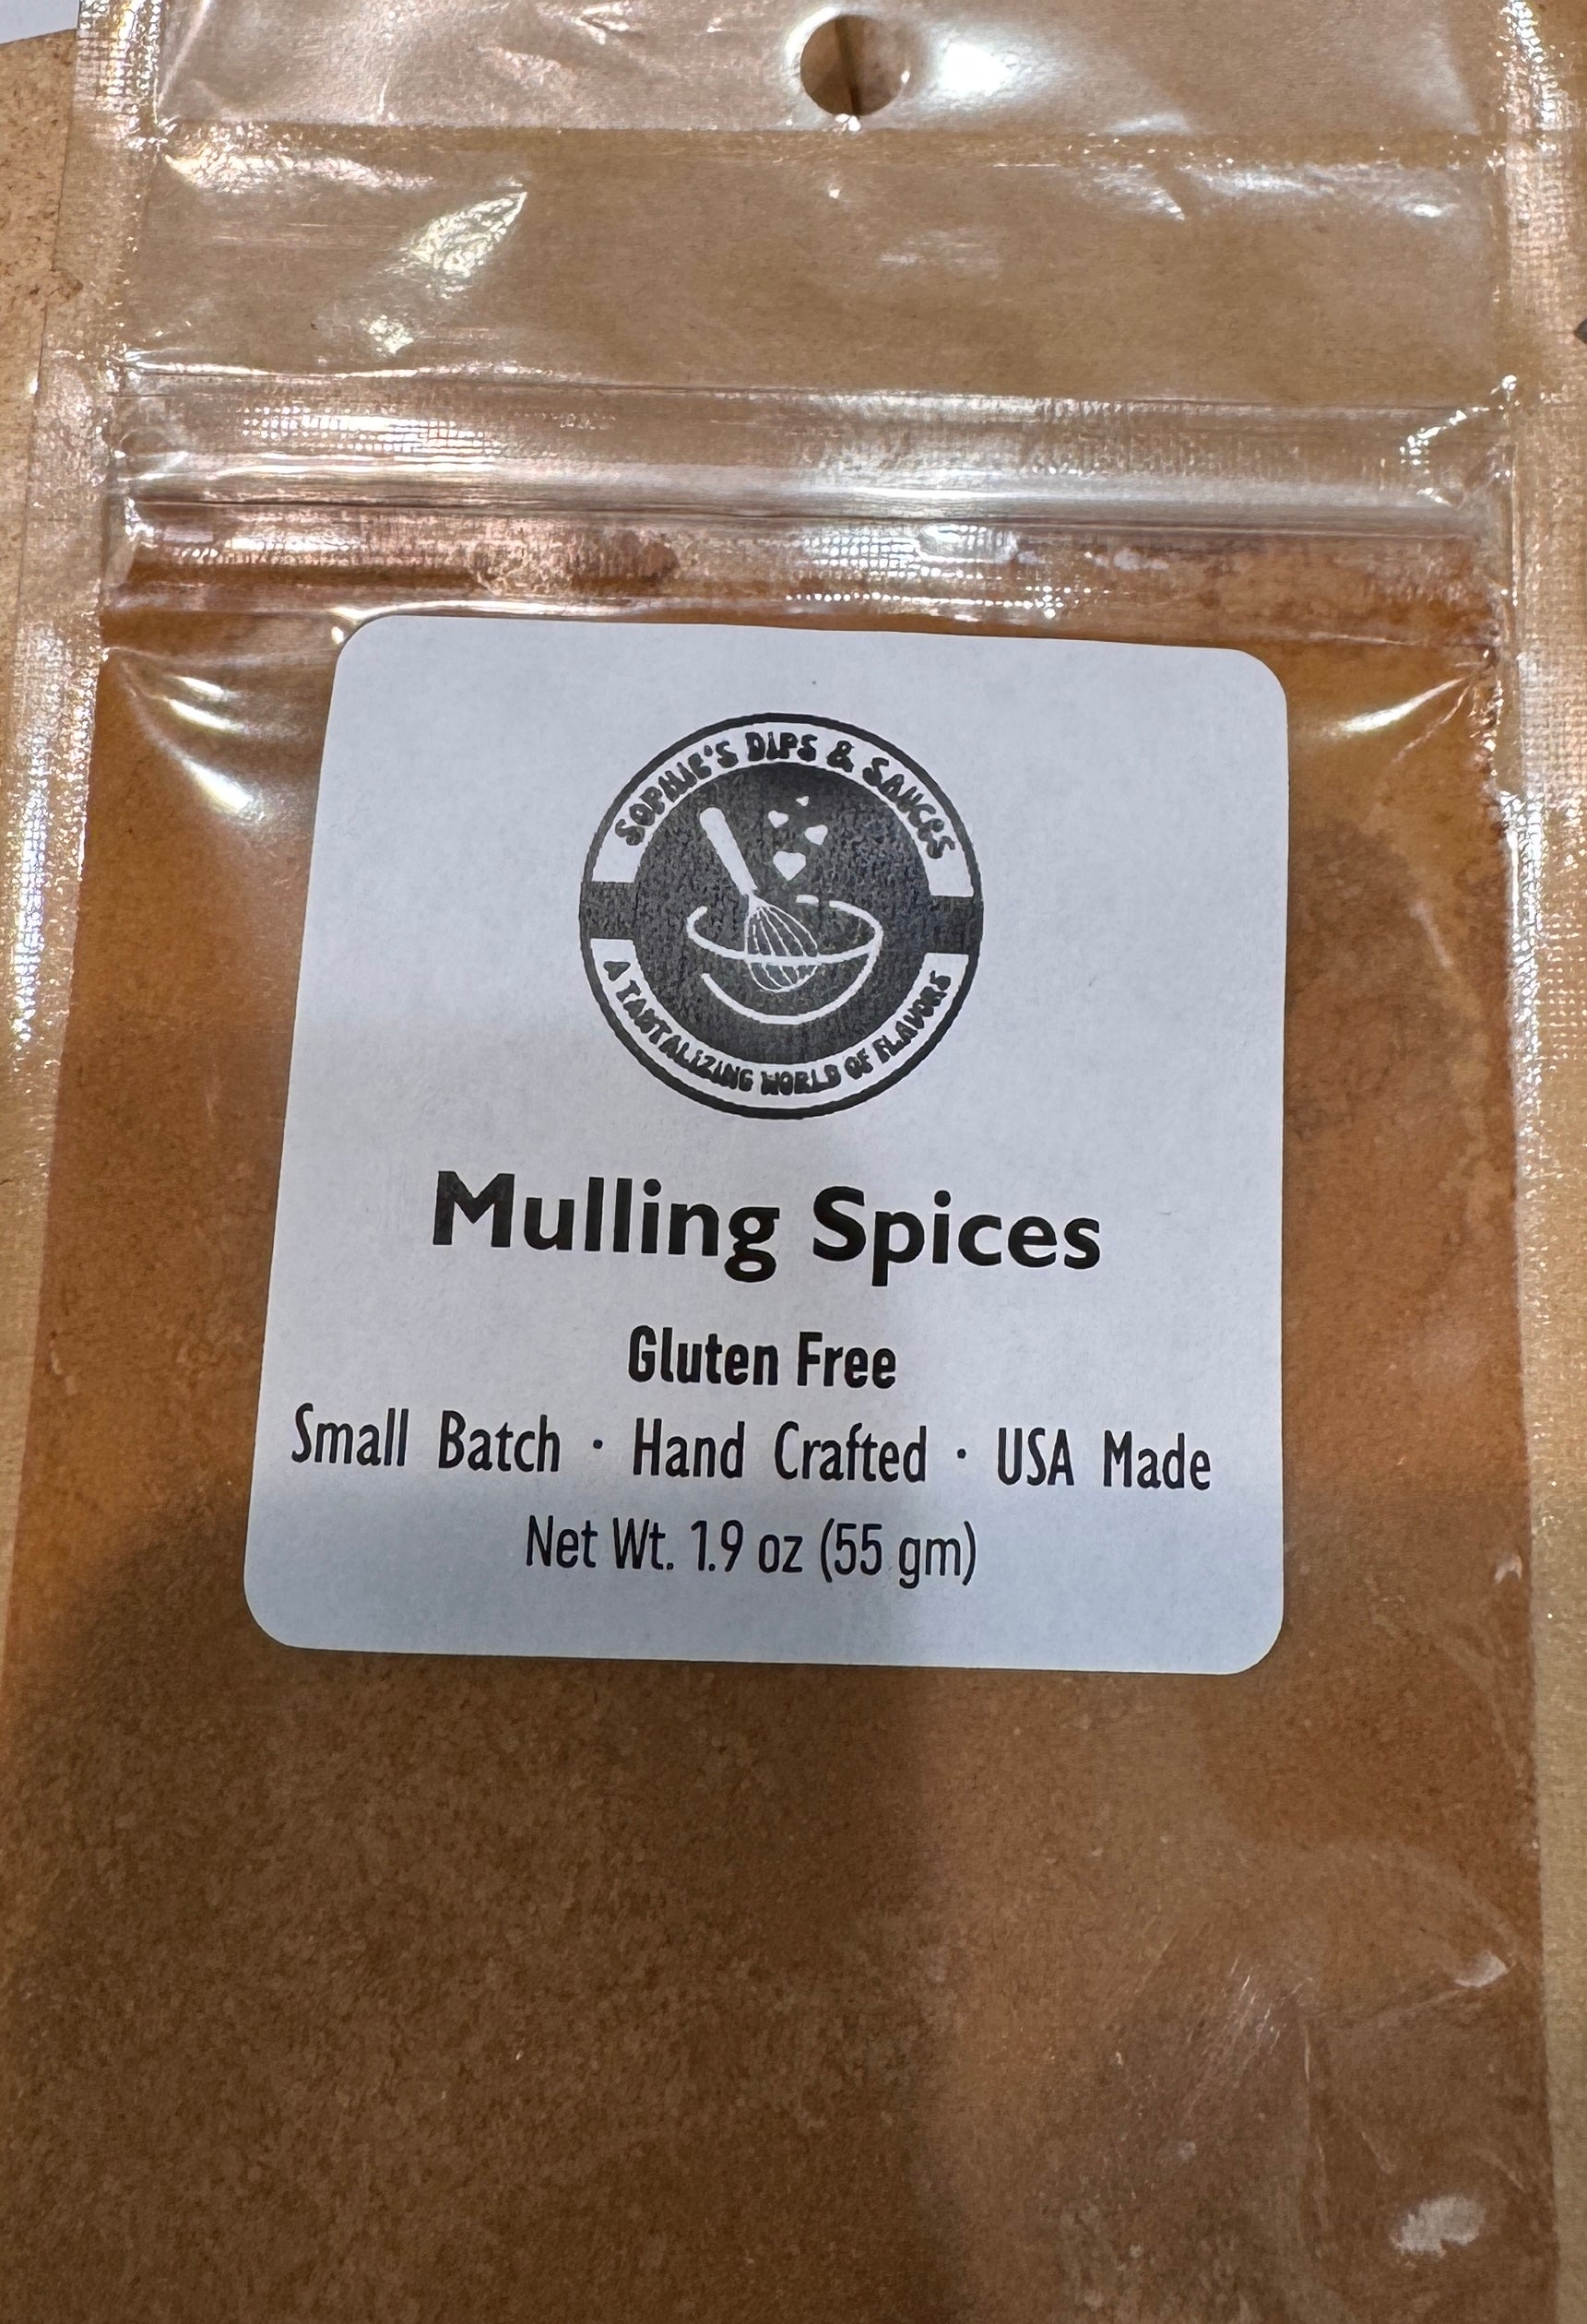 SOPHIE'S DIPS & SAUCES
A TANTALIZING WORLD OF FLAVORS
Mulling Spices
Gluten Free
Small Batch · Hand Crafted · USA Made
Net Wt. 1.9 oz (55 gm)